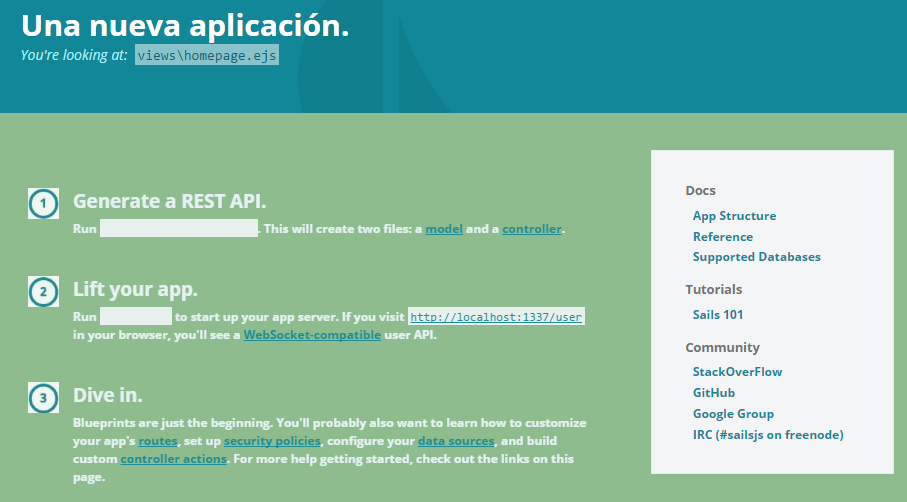 Una nueva aplicación.
You're looking at: views\homepage.ejs
1
Generate a REST API.
Run . This will create two files: a model and a controller.
2
Lift your app.
Run to start up your app server. If you visit http://localhost:1337/user
in your browser, you'll see a WebSocket-compatible user API.
3
Dive in.
Blueprints are just the beginning. You'll probably also want to learn how to customize
your app's routes, set up security policies, configure your data sources, and build
custom controller actions. For more help getting started, check out the links on this
page.
Docs
App Structure
Reference
Supported Databases
Tutorials
Sails 101
Community
StackOverFlow
GitHub
Google Group
IRC (#sailsjs on freenode)